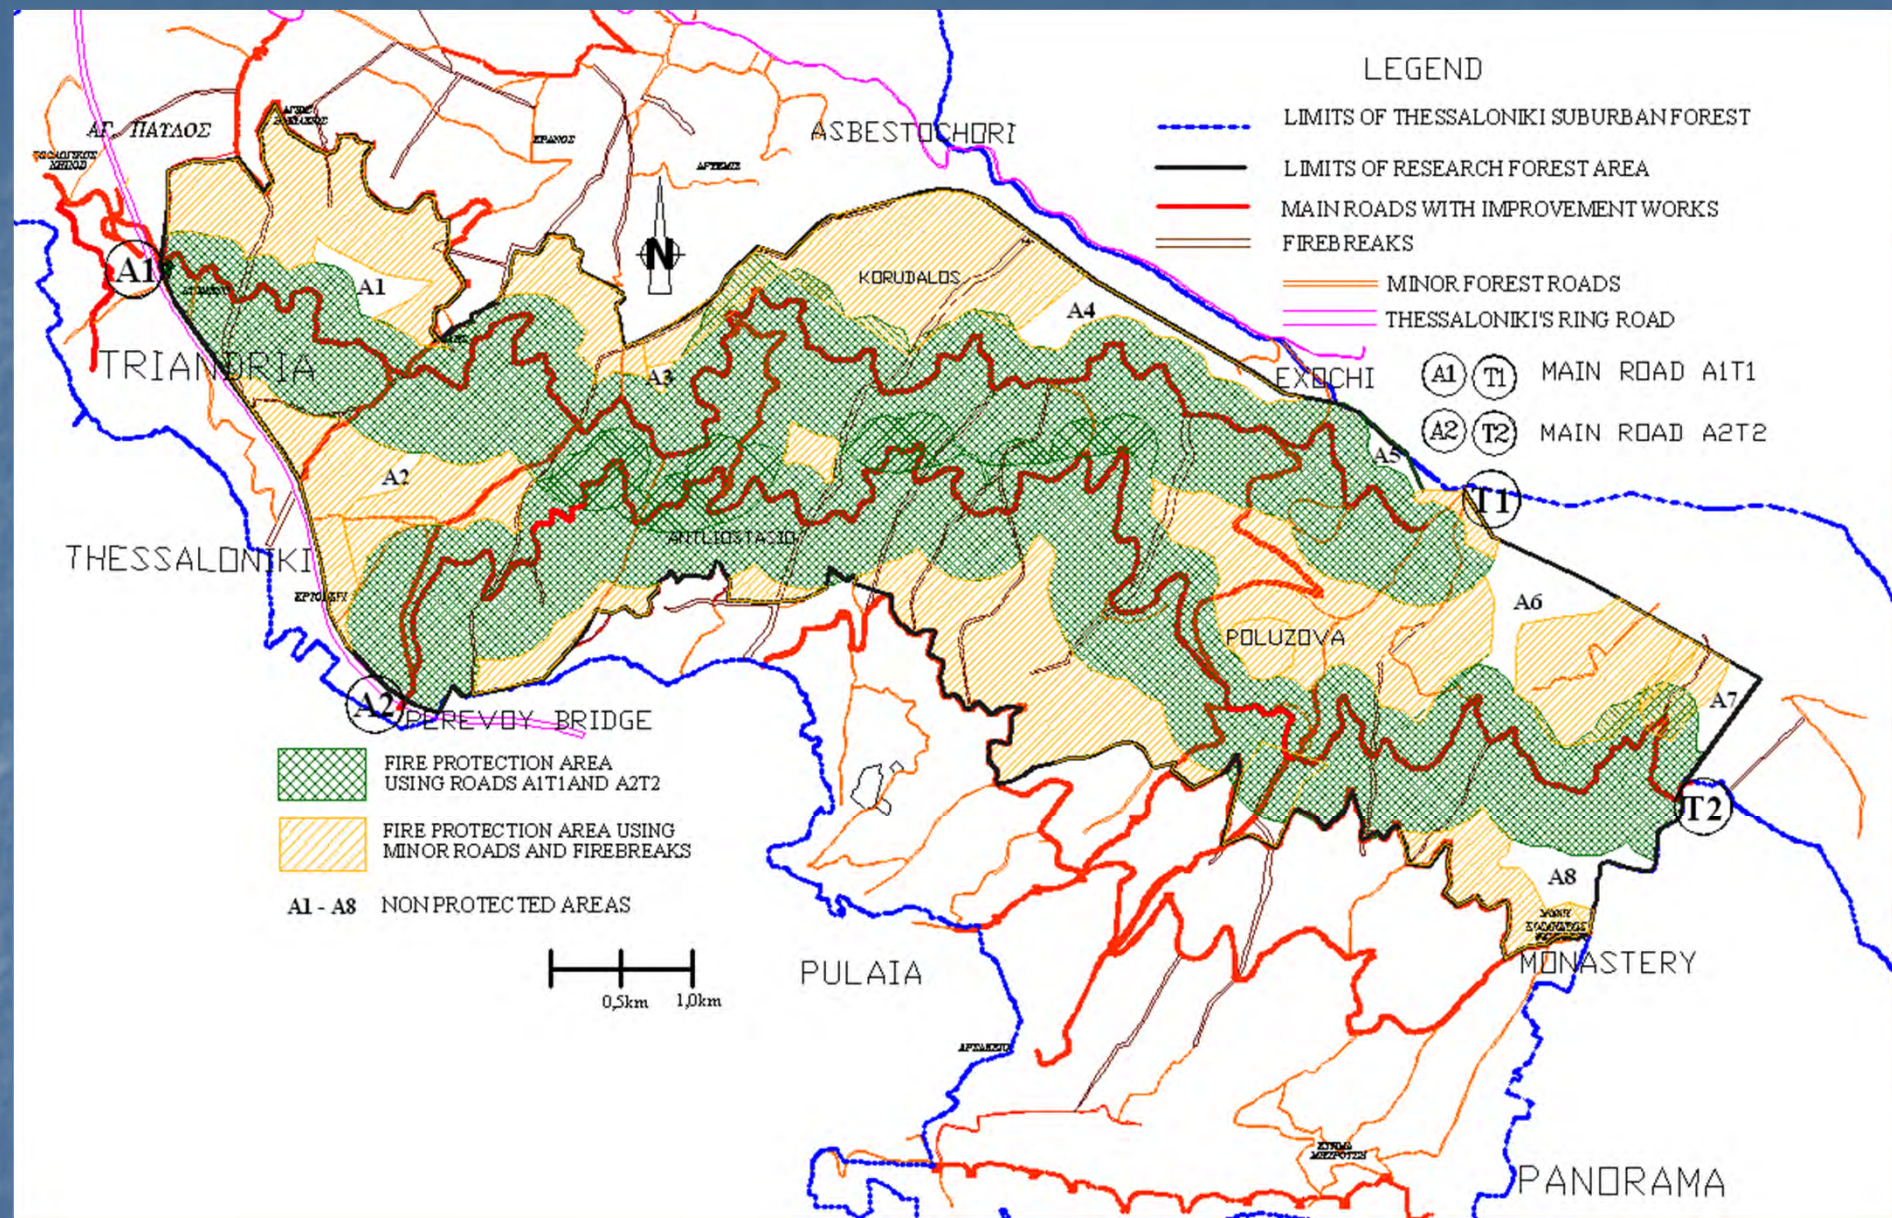 LEGEND
LIMITS OF THESSALONIKI SUBURBAN FOREST
LIMITS OF RESEARCH FOREST AREA
MAIN ROADS WITH IMPROVEMENT WORKS
FIREBREAKS
MINOR FOREST ROADS
THESSALONIKI'S RING ROAD
A1 T1 MAIN ROAD A1T1
A2 T2 MAIN ROAD A2T2
ΑΓ. ΠΑΥΛΟΣ
ASBESTOCHORI
N
A1
A1
KORUDALOS
A4
TRIANDRIA
A3
EXOCHI
A2
A5
T1
THESSALONIKI
ANTLIOSTASIO
A6
POLUZOVA
A7
A2
PEREVOY BRIDGE
T2
FIRE PROTECTION AREA
USING ROADS A1T1AND A2T2
FIRE PROTECTION AREA USING
MINOR ROADS AND FIREBREAKS
A1 - A8 NON PROTECTED AREAS
A8
0,5km 1,0km
PULAIA
MONASTERY
PANORAMA